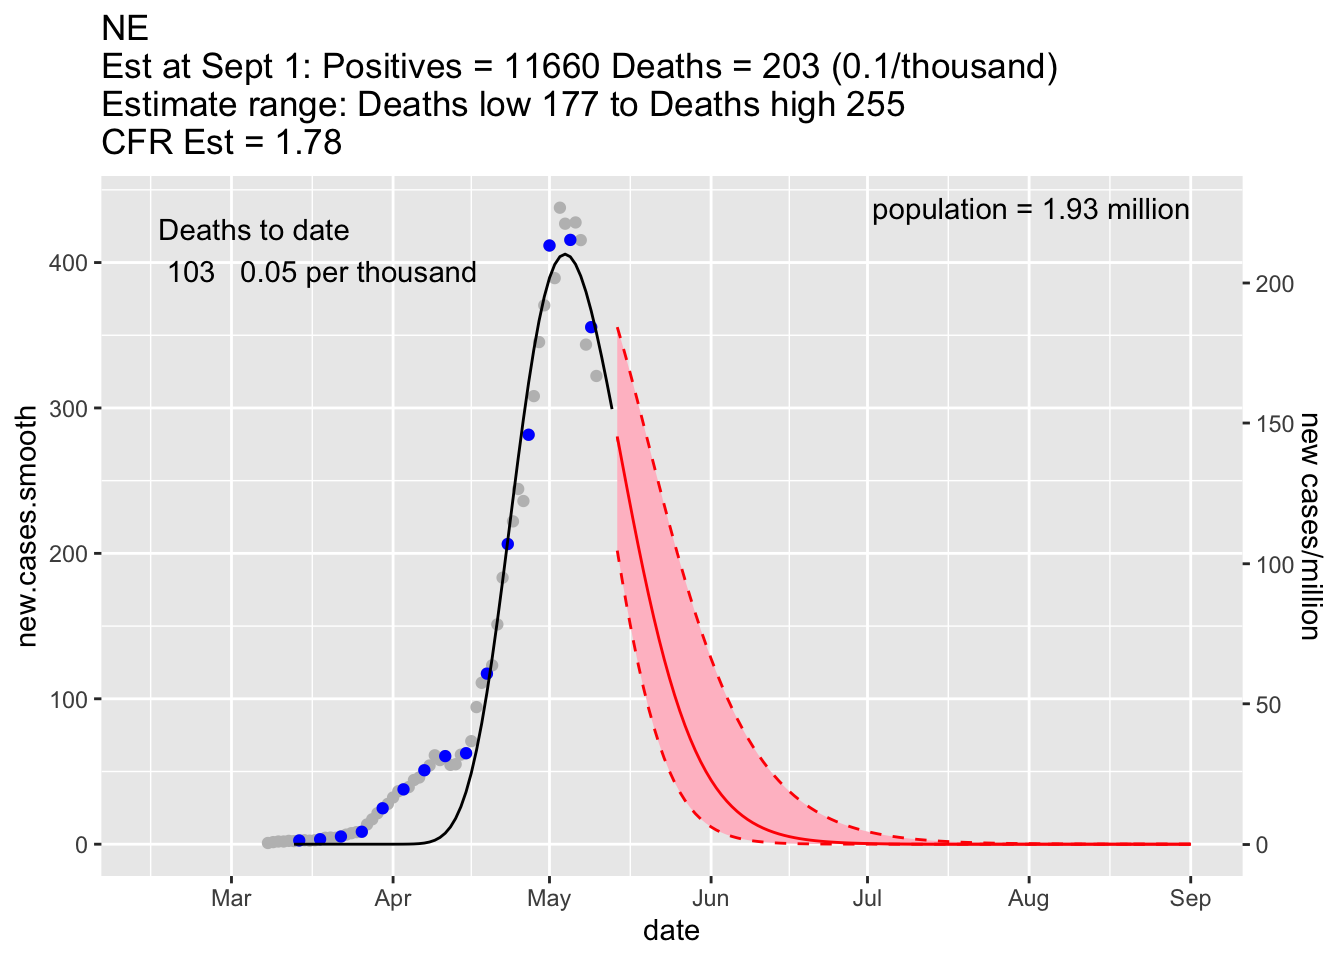 NE
Est at Sept 1: Positives = 11660 Deaths = 203 (0.1/thousand)
Estimate range: Deaths low 177 to Deaths high 255
CFR Est = 1.78
Deaths to date
103 0.05 per thousand
population = 1.93 million
new.cases.smooth
400
300
200
100
0
200
150
100
50
0
new cases/million
Mar Apr May Jun Jul Aug Sep
date